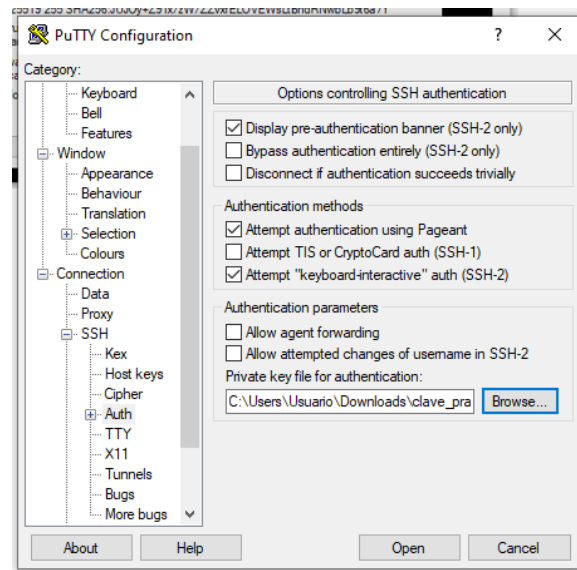 PuTTY Configuration
?
Category:
Keyboard
Bell
Features
Window
Appearance
Behaviour
Translation
Selection
Colours
Connection
Data
Proxy
SSH
Kex
Host keys
Cipher
Auth
TTY
X11
Tunnels
Bugs
More bugs
Options controlling SSH authentication
Display pre-authentication banner (SSH-2 only)
Bypass authentication entirely (SSH-2 only)
Disconnect if authentication succeeds trivially
Authentication methods
Attempt authentication using Pageant
Attempt TIS or CryptoCard auth (SSH-1)
Attempt "keyboard-interactive" auth (SSH-2)
Authentication parameters
Allow agent forwarding
Allow attempted changes of username in SSH-2
Private key file for authentication:
C:\Users\Usuario\Downloads\clave_pra
Browse...
About
Help
Open
Cancel